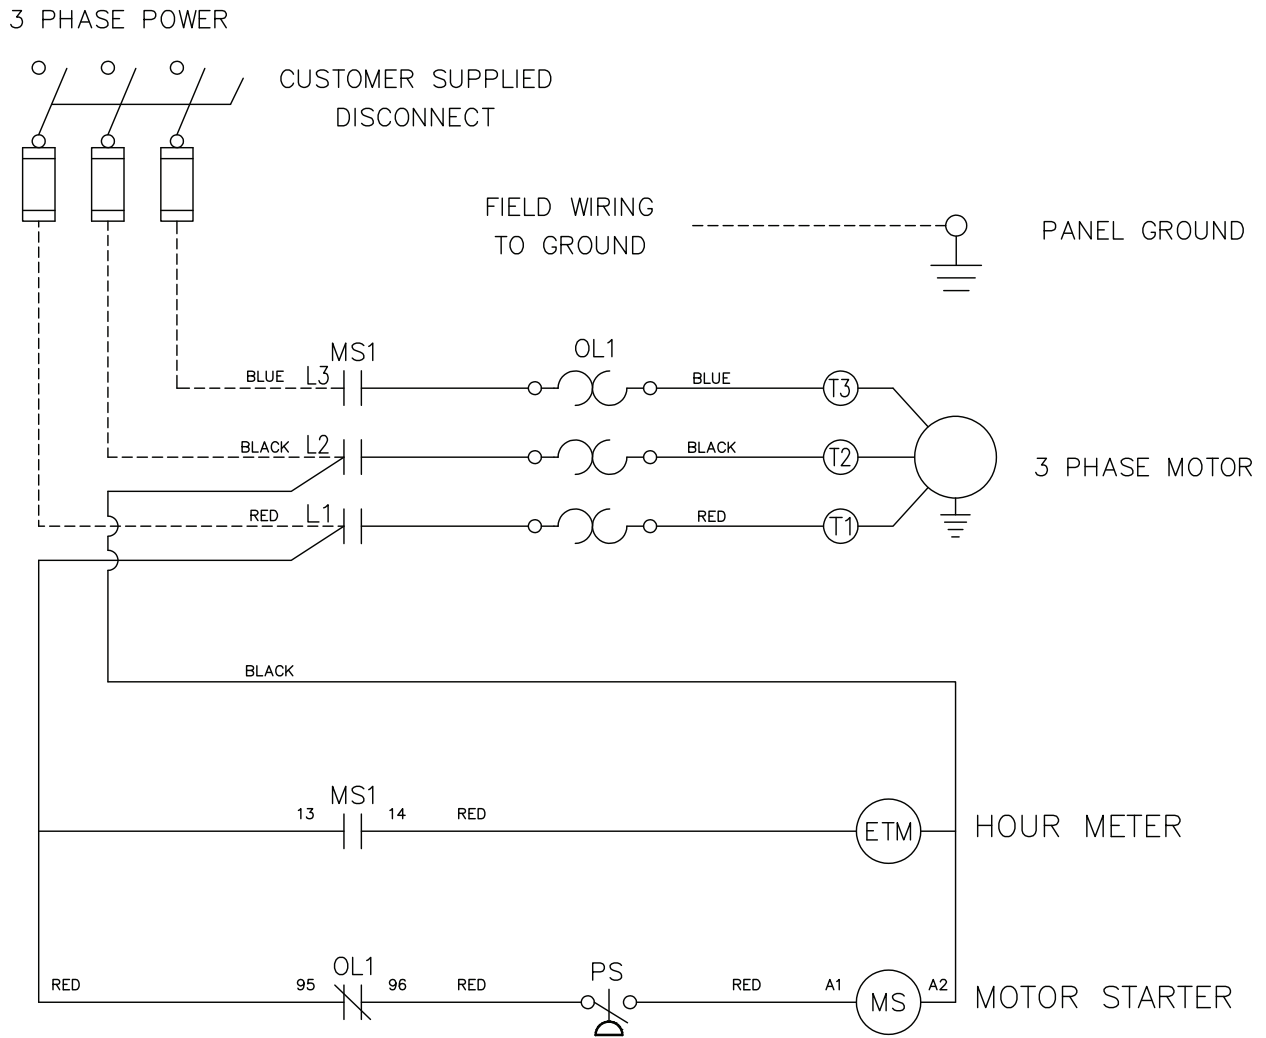 3 PHASE POWER
CUSTOMER SUPPLIED
DISCONNECT
FIELD WIRING
TO GROUND
PANEL GROUND
MS1
OL1
BLUE
L3
BLUE
T3
BLACK
L2
BLACK
T2
3 PHASE MOTOR
RED
L1
RED
T1
BLACK
MS1
13
14
RED
ETM
HOUR METER
OL1
PS
RED
95
96
RED
RED
A1
MS
A2
MOTOR STARTER